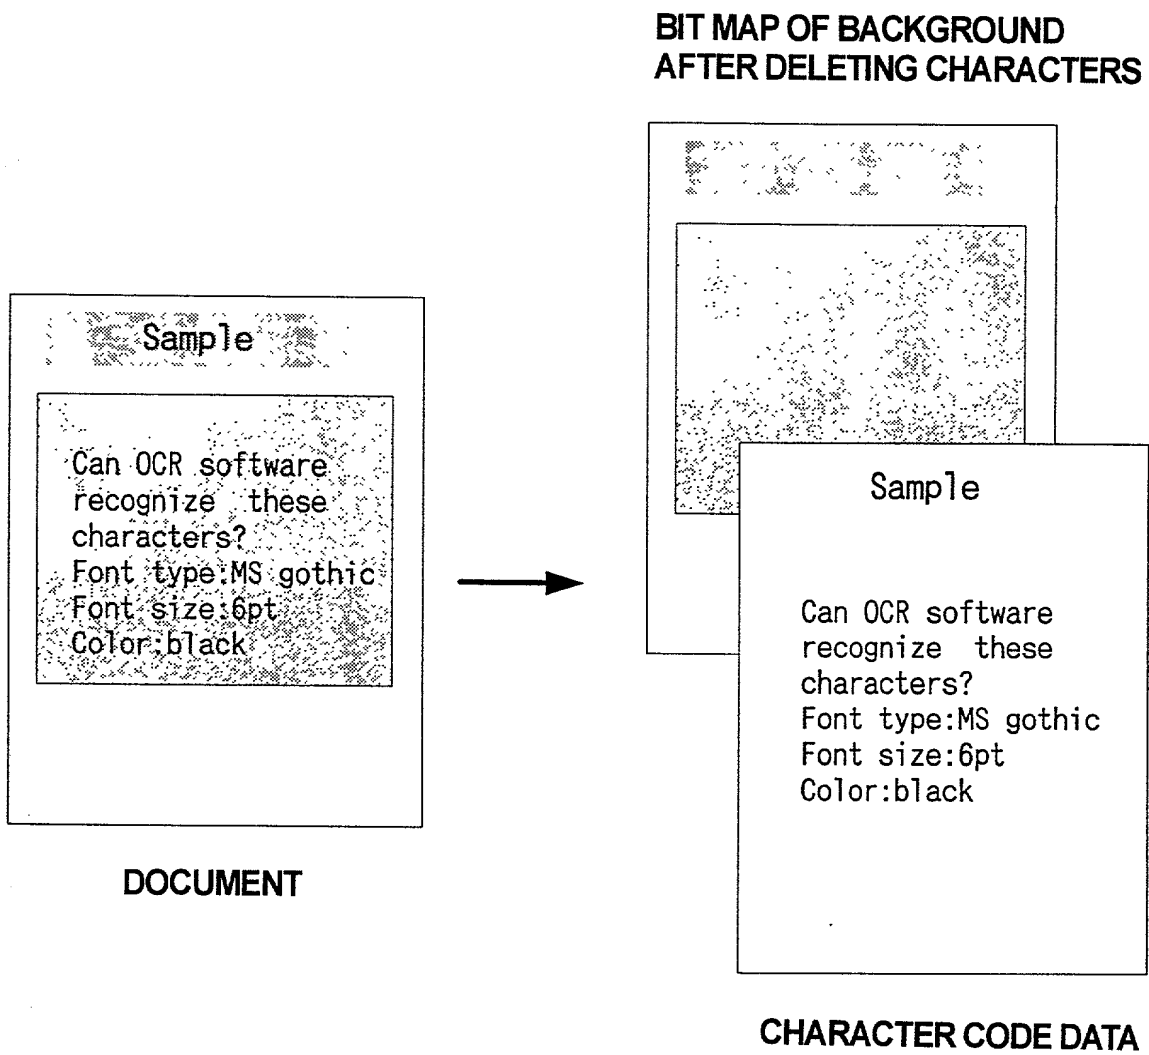 BIT MAP OF BACKGROUND
AFTER DELETING CHARACTERS
Sample
Can OCR software
recognize these
characters?
Font type:MS gothic
Font size:6pt
Color:black
DOCUMENT
Sample
Can OCR software
recognize these
characters?
Font type:MS gothic
Font size:6pt
Color:black
CHARACTER CODE DATA